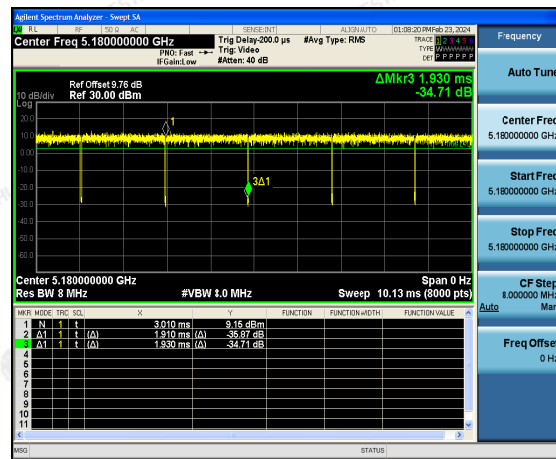 Agilent Spectrum Analyzer - Swept SA
RL RF 50 Ω AC SENSE:INT ALIGN AUTO 01:08:20 PM Feb 23, 2024
Center Freq 5.180000000 GHz
PNO: Fast
IFGain:Low
Trig Delay-200.0 µs
Trig: Video
#Atten: 40 dB
#Avg Type: RMS
TRACE 1 2 3 4 5 6
TYPE
DET P P P P P P
Ref Offset 9.76 dB
Ref 30.00 dBm
10 dB/div
Log
ΔMkr3 1.930 ms
-34.71 dB
20.0
10.0
0.00
-10.0
-20.0
-30.0
-40.0
-50.0
-60.0
1
3Δ1
Center 5.180000000 GHz
Res BW 8 MHz
#VBW 8.0 MHz
Span 0 Hz
Sweep 10.13 ms (8000 pts)
MKR MODE TRC SCL X Y FUNCTION FUNCTION WIDTH FUNCTION VALUE
1 N 1 t 3.010 ms 9.15 dBm
2 Δ1 1 t (Δ) 1.910 ms (Δ) -35.87 dB
3 Δ1 1 t (Δ) 1.930 ms (Δ) -34.71 dB
4
5
6
7
8
9
10
11
MSG STATUS
Frequency
Auto Tune
Center Freq
5.180000000 GHz
Start Freq
5.180000000 GHz
Stop Freq
5.180000000 GHz
CF Step
8.000000 MHz
Auto Man
Freq Offset
0 Hz